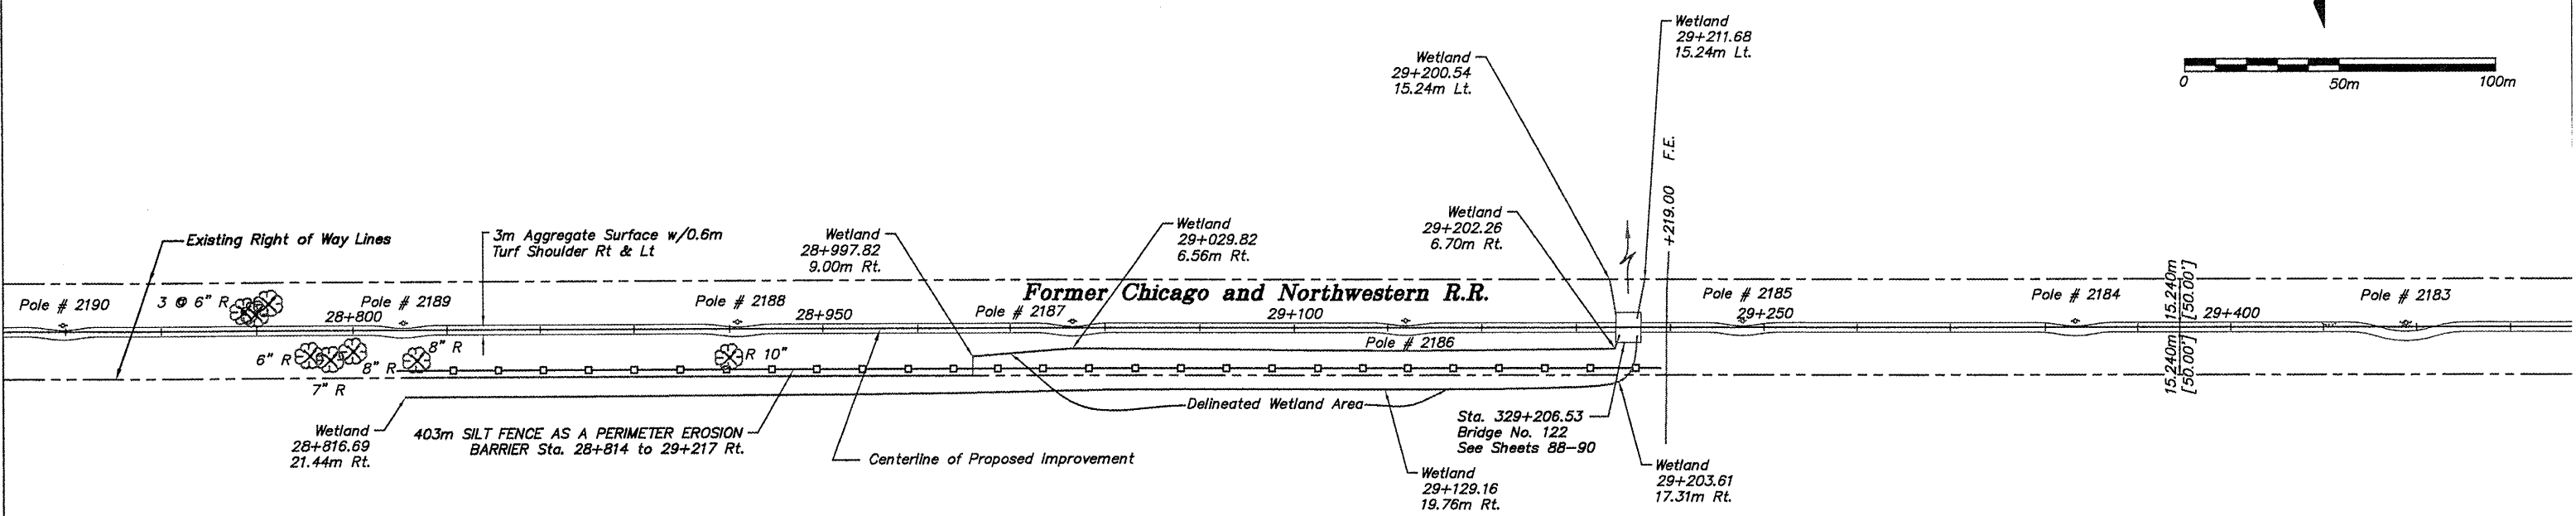 Wetland
29+211.68
15.24m Lt.
Wetland
29+200.54
15.24m Lt.
0
50m
100m
+219.00 F.E.
Existing Right of Way Lines
3m Aggregate Surface w/0.6m
Turf Shoulder Rt & Lt
Wetland
28+997.82
9.00m Rt.
Wetland
29+029.82
6.56m Rt.
Wetland
29+202.26
6.70m Rt.
N
Former Chicago and Northwestern R.R.
Pole # 2190
3 @ 6" R
Pole # 2189
28+800
Pole # 2188
28+950
Pole # 2187
29+100
Pole # 2186
Pole # 2185
29+250
Pole # 2184
15.240m
[50.00']
15.240m
[50.00']
29+400
Pole # 2183
6" R
7" R
8" R
8" R
R 10"
Delineated Wetland Area
Wetland
28+816.69
21.44m Rt.
403m SILT FENCE AS A PERIMETER EROSION
BARRIER Sta. 28+814 to 29+217 Rt.
Centerline of Proposed Improvement
Sta. 329+206.53
Bridge No. 122
See Sheets 88-90
Wetland
29+129.16
19.76m Rt.
Wetland
29+203.61
17.31m Rt.